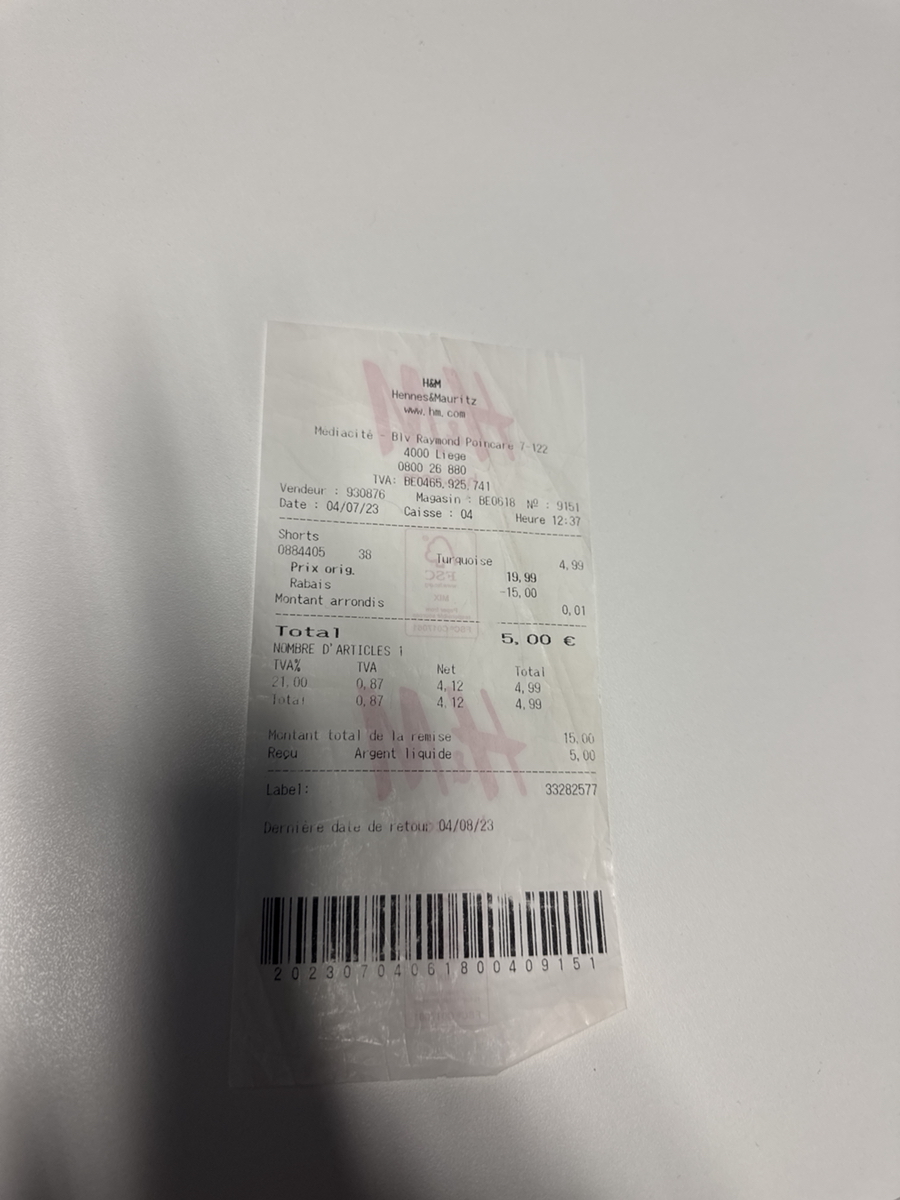 H&M
Hennes&Mauritz
www.hm.com
Médiacité - Blv Raymond Poincare 7-122
4000 Liege
0800 26 880
TVA: BE0465.925.741
Vendeur : 930876 Magasin : BE0618 Nº : 9151
Date : 04/07/23 Caisse : 04 Heure 12:37
Shorts
0884405 38 Turquoise 4,99
Prix orig. 19,99
Rabais -15,00
Montant arrondis 0,01
Total 5,00 €
NOMBRE D'ARTICLES 1
TVA% TVA Net Total
21.00 0,87 4,12 4,99
Total 0,87 4,12 4,99
Montant total de la remise 15,00
Reçu Argent liquide 5,00
Label: 33282577
Dernière date de retour 04/08/23
20230704061800409151
H&M
FSC
MIX
H&M